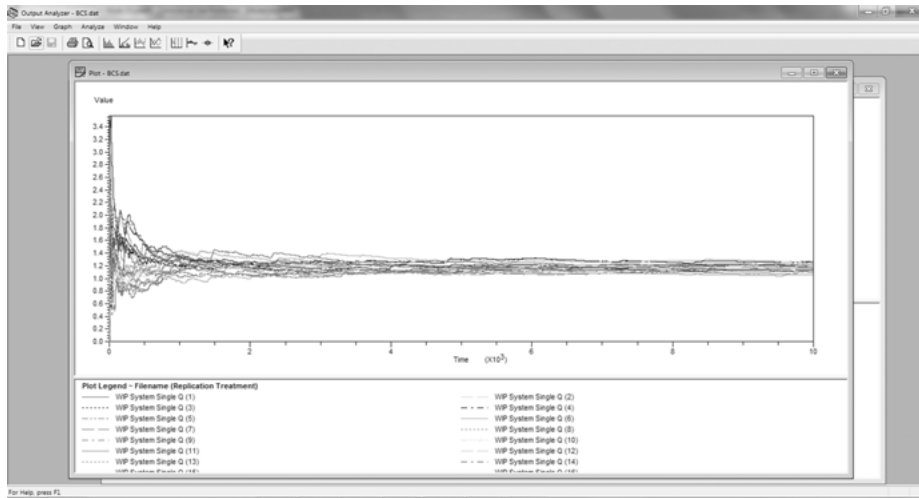 Output Analyzer - BCS.dat
File View Graph Analyze Window Help
Plot - BCS.dat
Value
3.4
3.2
3.0
2.8
2.6
2.4
2.2
2.0
1.8
1.6
1.4
1.2
1.0
0.8
0.6
0.4
0.2
0.0
0 2 4 6 8 10
Time (X10³)
Plot Legend ~ Filename (Replication Treatment)
WIP System Single Q (1) WIP System Single Q (2)
WIP System Single Q (3) WIP System Single Q (4)
WIP System Single Q (5) WIP System Single Q (6)
WIP System Single Q (7) WIP System Single Q (8)
WIP System Single Q (9) WIP System Single Q (10)
WIP System Single Q (11) WIP System Single Q (12)
WIP System Single Q (13) WIP System Single Q (14)
For Help, press F1